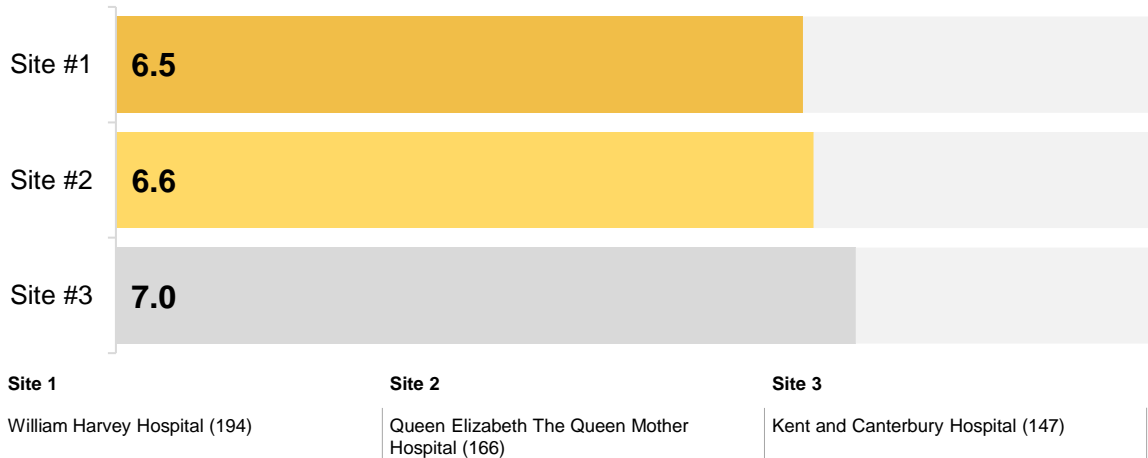 Site #1
6.5
Site #2
6.6
Site #3
7.0
Site 1
Site 2
Site 3
William Harvey Hospital (194)
Queen Elizabeth The Queen Mother
Hospital (166)
Kent and Canterbury Hospital (147)